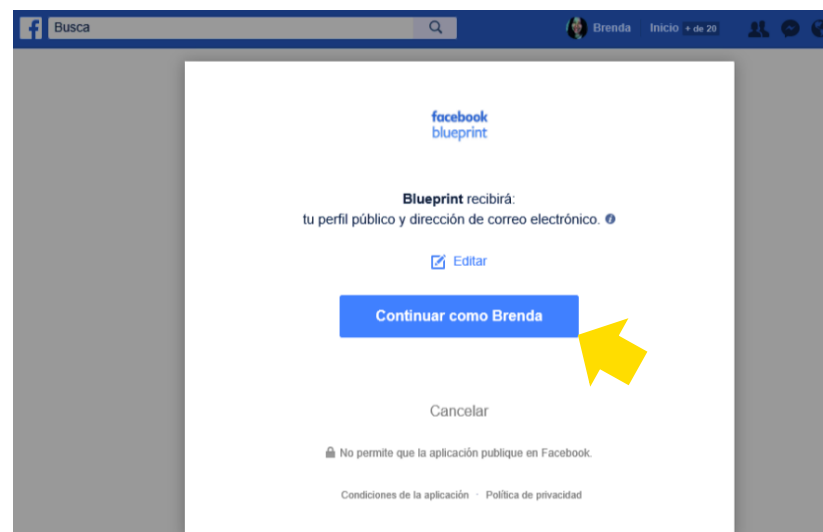 Busca
Brenda
Inicio + de 20
facebook
blueprint
Blueprint recibirá:
tu perfil público y dirección de correo electrónico.
Editar
Continuar como Brenda
Cancelar
No permite que la aplicación publique en Facebook.
Condiciones de la aplicación · Política de privacidad